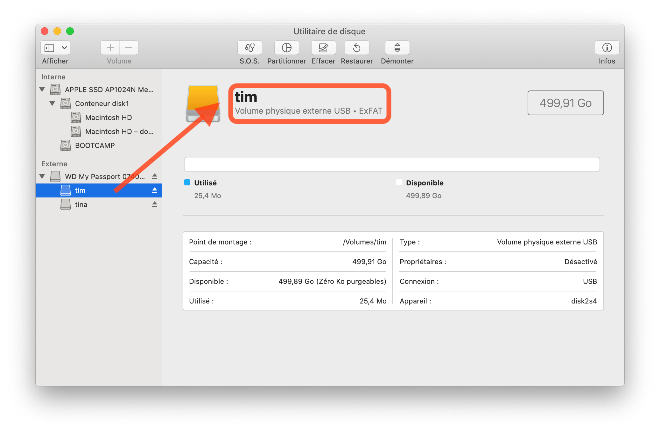 Utilitaire de disque
Afficher
Volume
S.O.S.
Partitionner
Effacer
Restaurer
Démonter
Infos
Interne
APPLE SSD AP1024N Me...
Conteneur disk1
Macintosh HD
Macintosh HD – do...
BOOTCAMP
Externe
WD My Passport
tim
tina
tim
Volume physique externe USB • ExFAT
499,91 Go
Utilisé
25,4 Mo
Disponible
499,89 Go
Point de montage : /Volumes/tim
Capacité : 499,91 Go
Disponible : 499,89 Go (Zéro Ko purgeables)
Utilisé : 25,4 Mo
Type : Volume physique externe USB
Propriétaires : Désactivé
Connexion : USB
Appareil : disk2s4